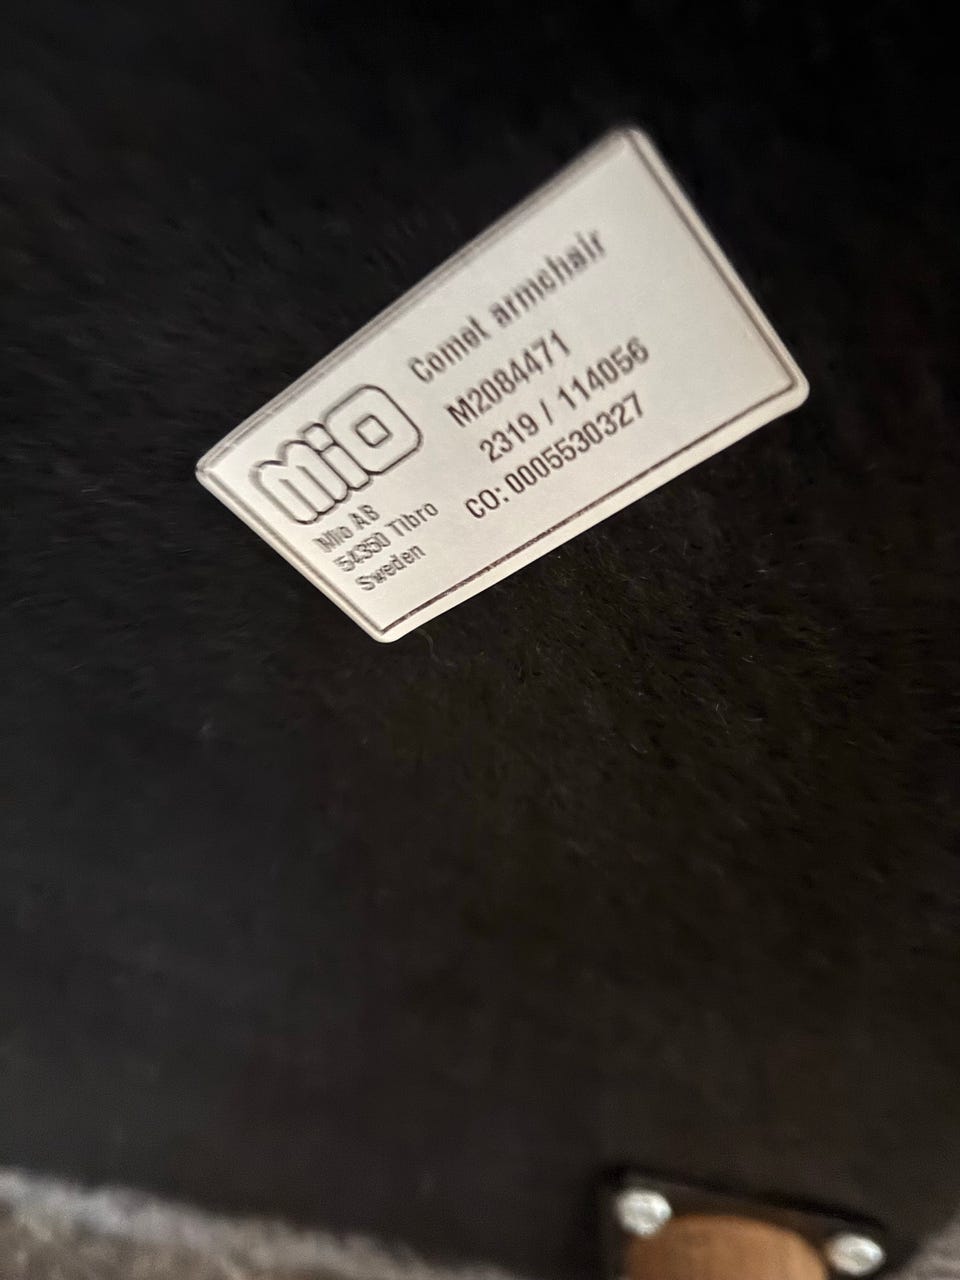 mio
Mio AB
54350 Tibro
Sweden
Comet armchair
M2084471
2319 / 114056
CO: 0005530327